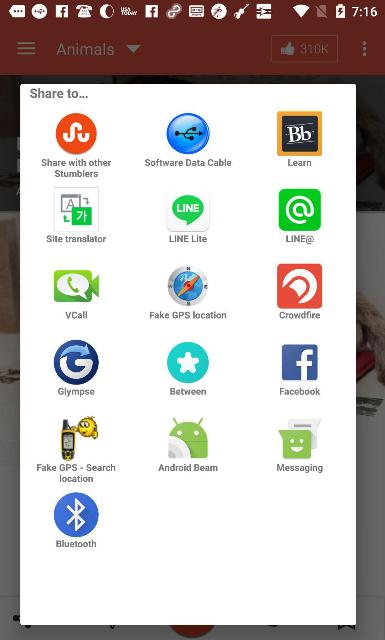 7:16
Animals
310K
Share to...
Share with other
Stumblers
Software Data Cable
Bb
Learn
Site translator
LINE
LINE Lite
LINE@
VCall
Fake GPS location
Crowdfire
Glympse
Between
Facebook
Fake GPS - Search
location
Android Beam
Messaging
Bluetooth